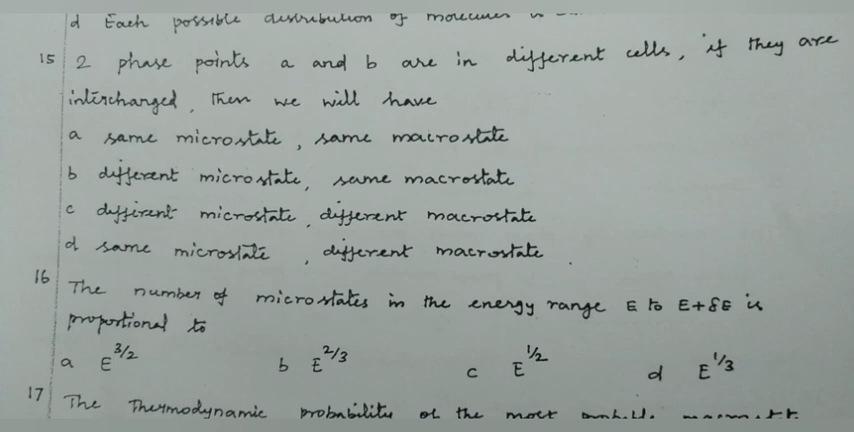 d Each possible distribution of molecules
15 2 phase points a and b are in different cells, if they are
interchanged, then we will have
a same microstate, same macrostate
b different microstate, same macrostate
c different microstate, different macrostate
d same microstate, different macrostate.
16 The number of microstates in the energy range E to E+δE is
proportional to
a E^3/2 b E^2/3 c E^1/2 d E^1/3
17 The Thermodynamic probability of the most